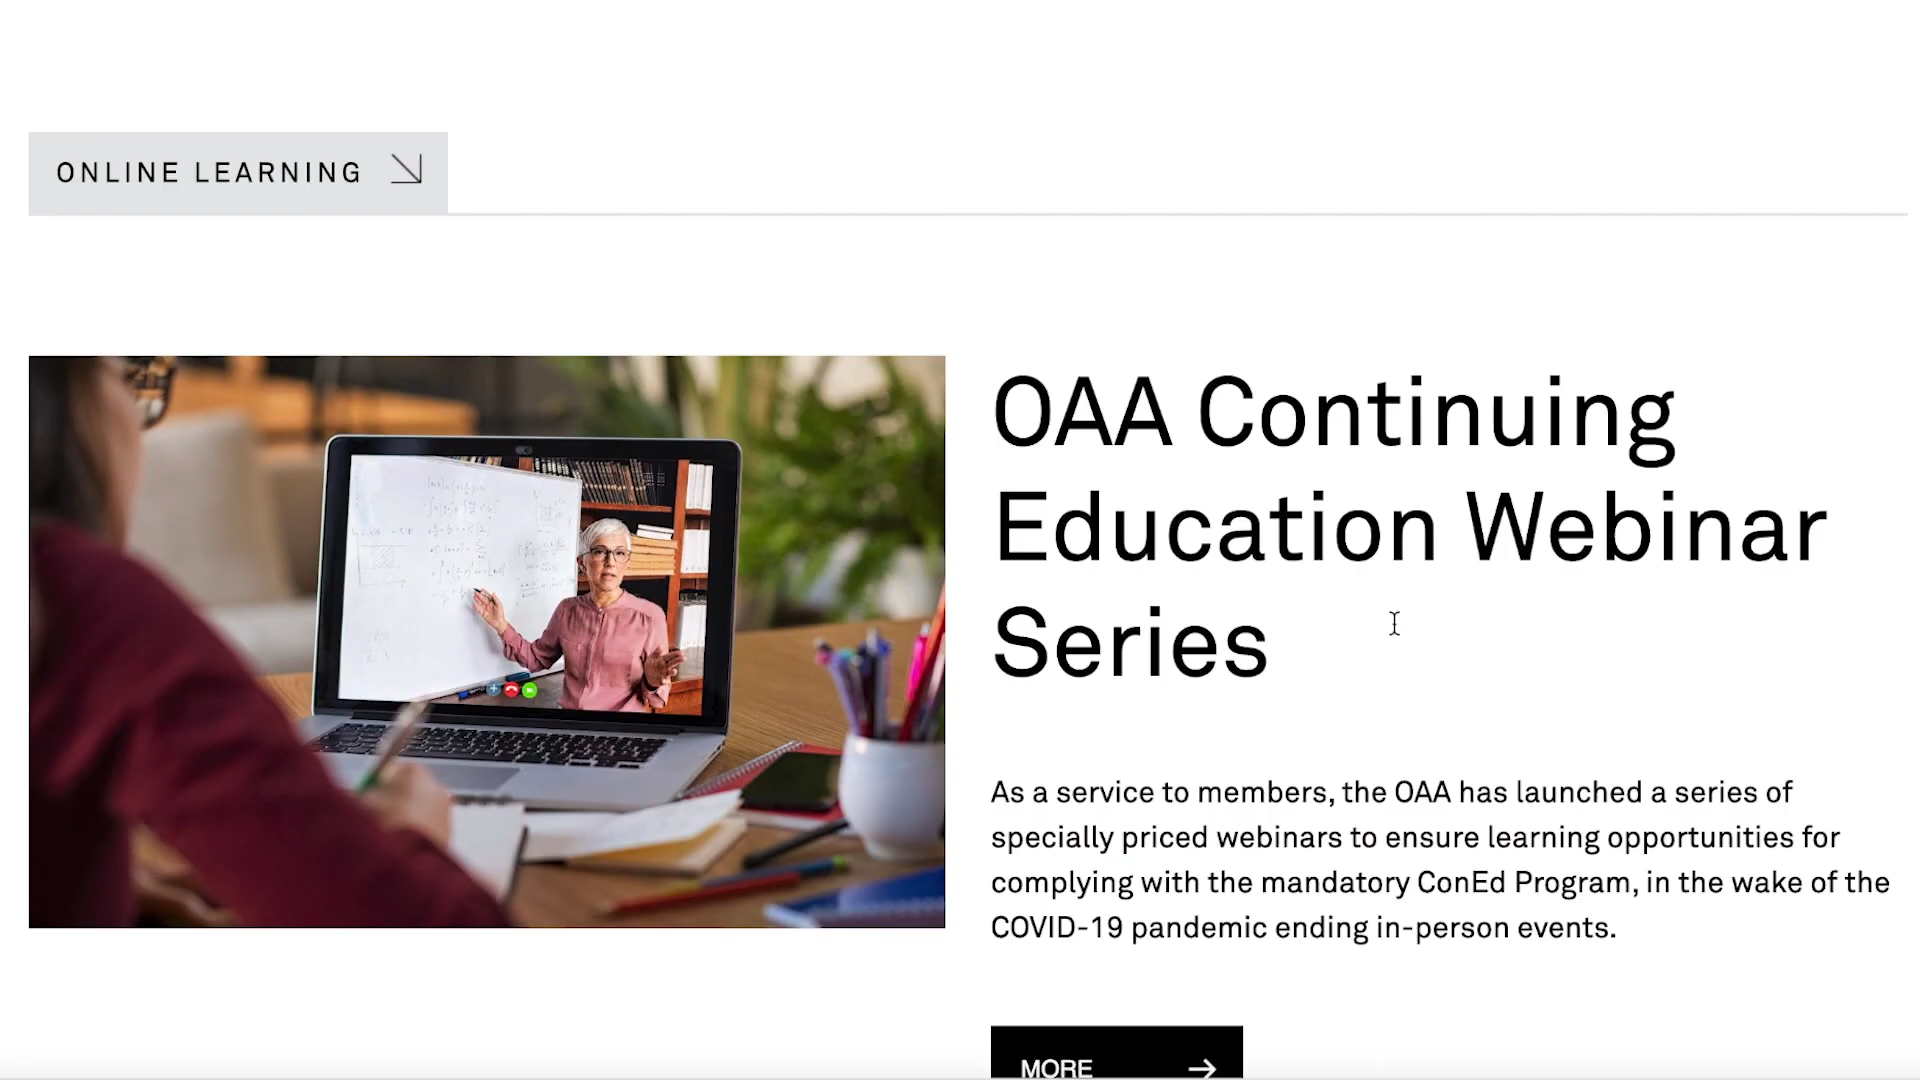 ONLINE LEARNING
OAA Continuing
Education Webinar
Series
As a service to members, the OAA has launched a series of
specially priced webinars to ensure learning opportunities for
complying with the mandatory ConEd Program, in the wake of the
COVID-19 pandemic ending in-person events.
MORE